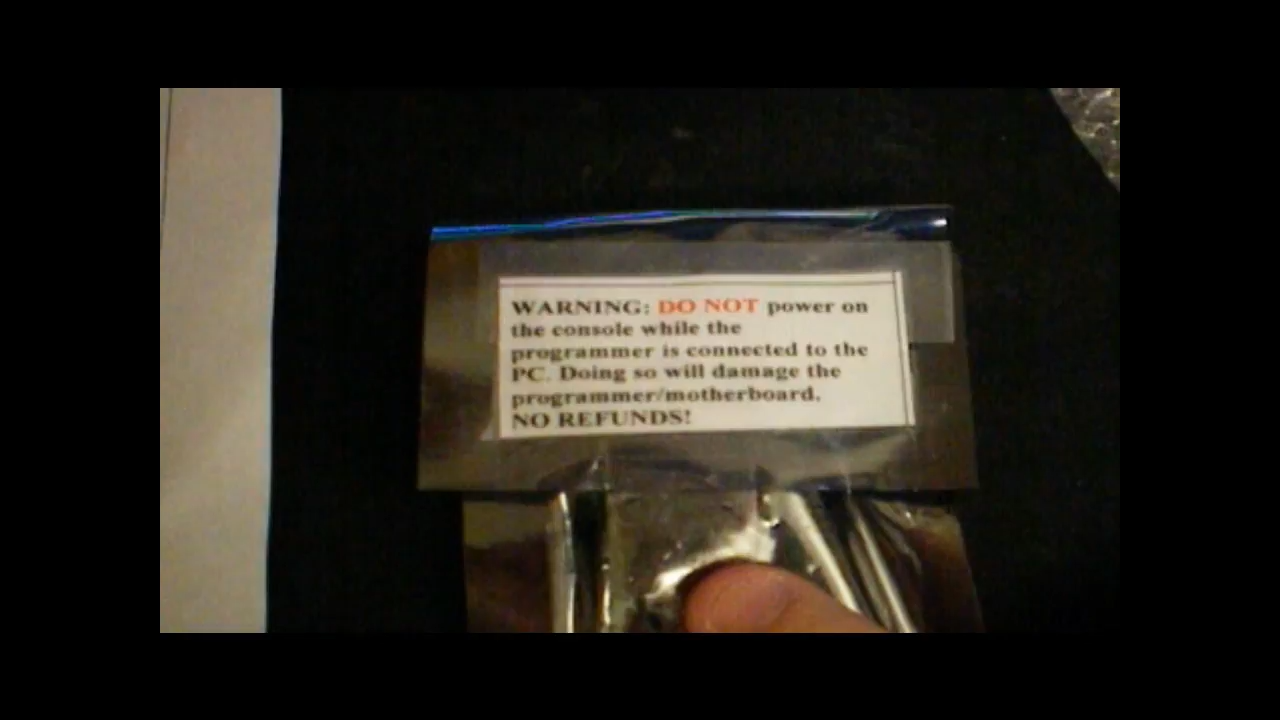 WARNING: DO NOT power on
the console while the
programmer is connected to the
PC. Doing so will damage the
programmer/motherboard.
NO REFUNDS!